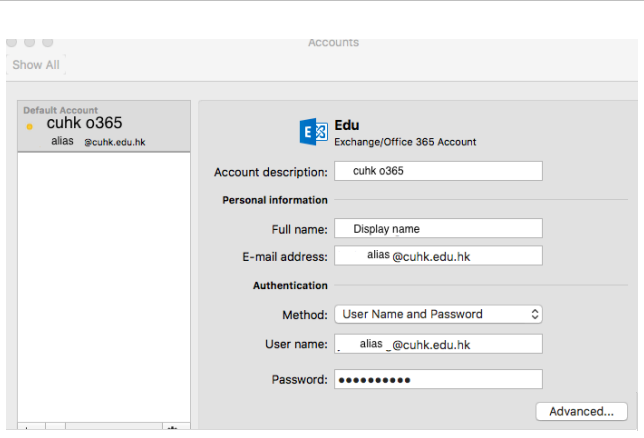 Accounts
Show All
Default Account
cuhk o365
alias @cuhk.edu.hk
E
Edu
Exchange/Office 365 Account
Account description: cuhk o365
Personal information
Full name: Display name
E-mail address: alias @cuhk.edu.hk
Authentication
Method: User Name and Password
User name: alias _@cuhk.edu.hk
Password: ●●●●●●●●●●
Advanced...